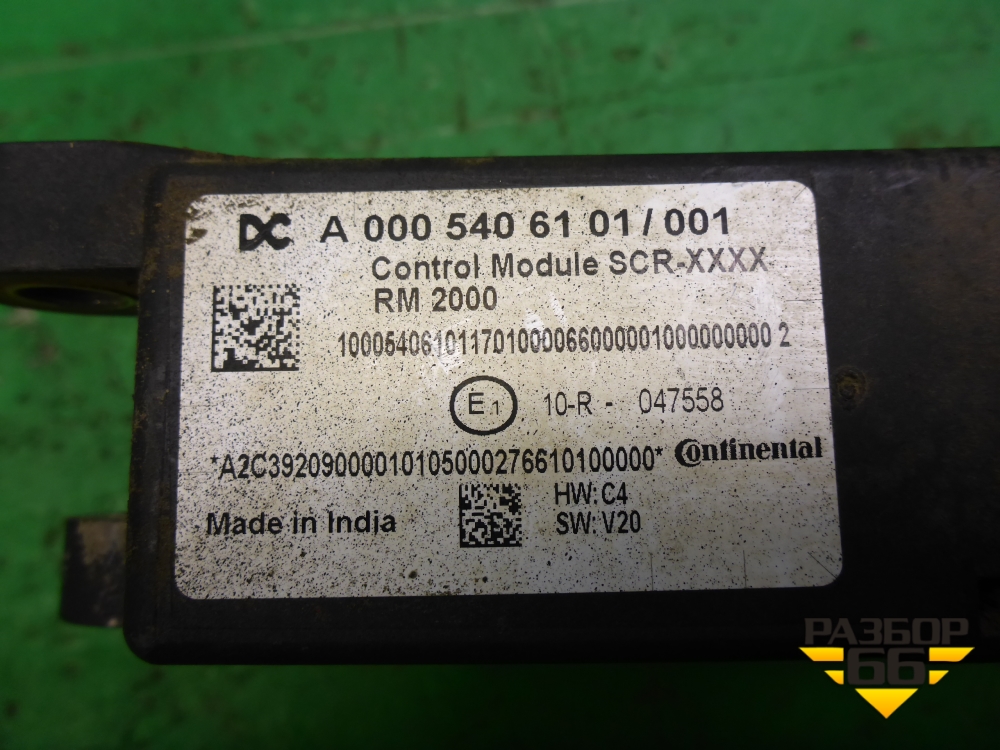 DC A 000 540 61 01 / 001
Control Module SCR-XXXX
RM 2000
100054061011701000066000001000000000 2
E1 10-R - 047558
*A2C3920900001010500027661010000* Continental
HW: C4
Made in India
SW: V20
РАЗБОР
66